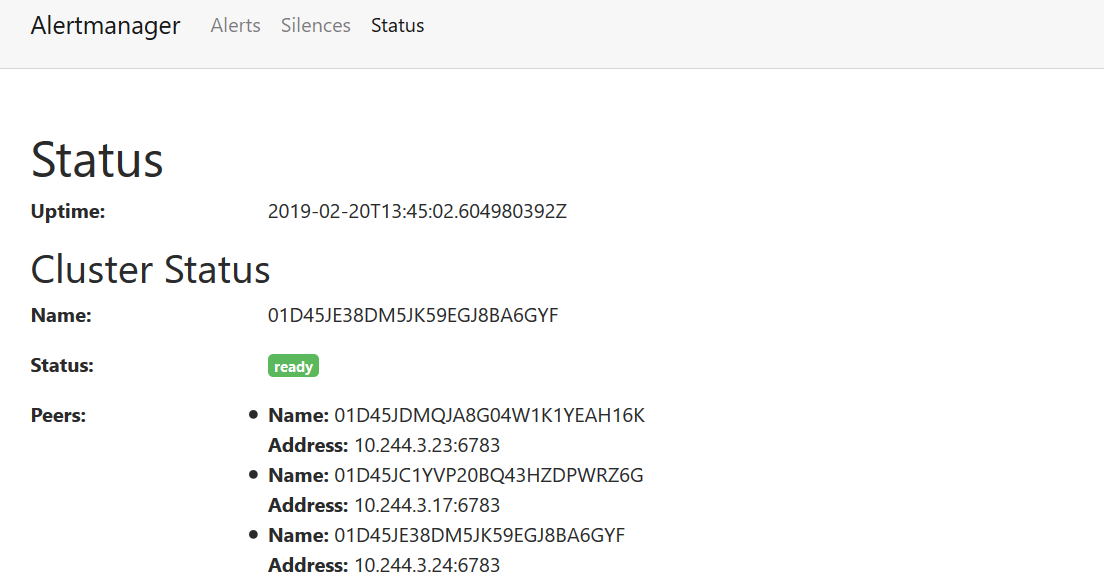 Alertmanager Alerts Silences Status
Status
Uptime: 2019-02-20T13:45:02.604980392Z
Cluster Status
Name: 01D45JE38DM5JK59EGJ8BA6GYF
Status: ready
Peers: • Name: 01D45JDMQJA8G04W1K1YEAH16K
Address: 10.244.3.23:6783
• Name: 01D45JC1YVP20BQ43HZDPWRZ6G
Address: 10.244.3.17:6783
• Name: 01D45JE38DM5JK59EGJ8BA6GYF
Address: 10.244.3.24:6783